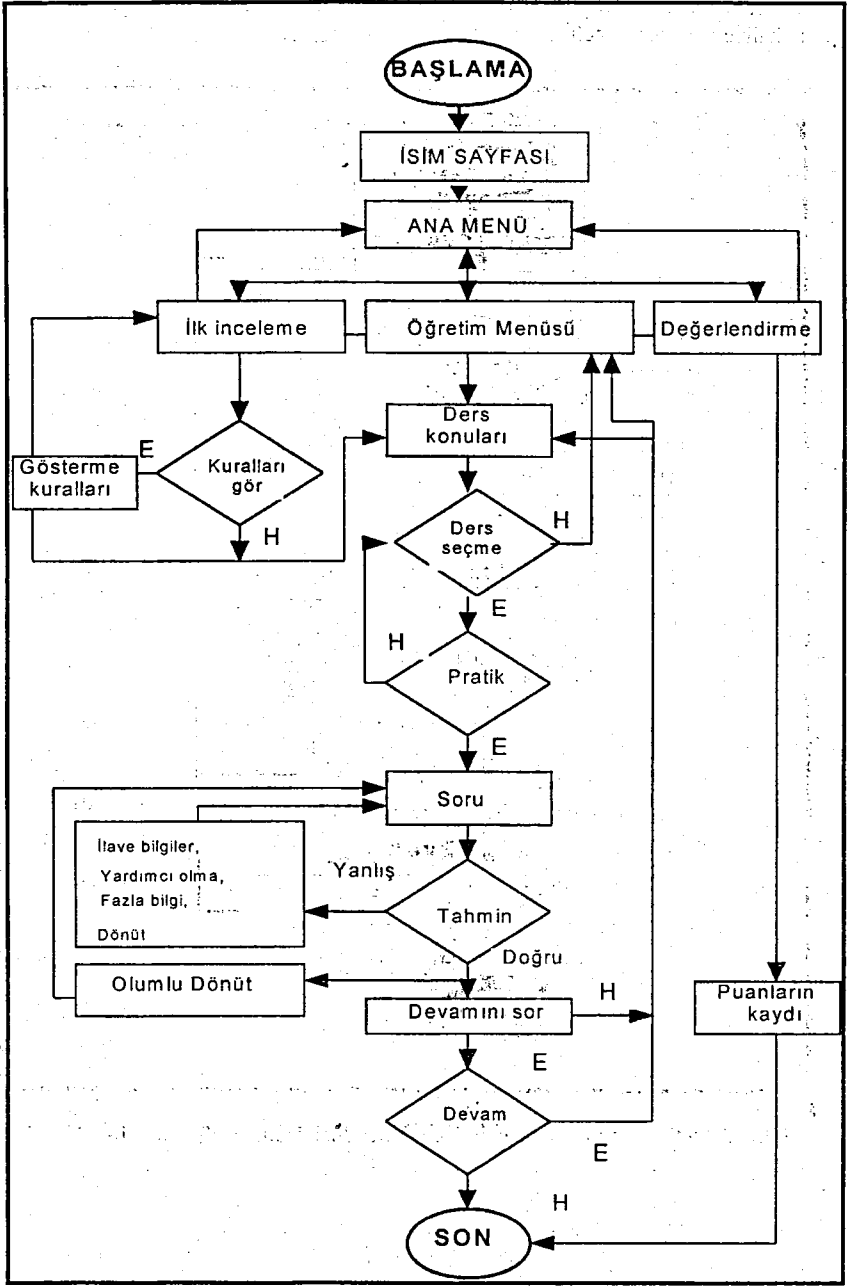 BAŞLAMA
İSİM SAYFASI
ANA MENÜ
İlk inceleme
Öğretim Menüsü
Değerlendirme
Ders
konuları
E
Gösterme
kuralları
Kuralları
gör
H
Ders
seçme
H
E
H
Pratik
E
Soru
İlave bilgiler,
Yardımcı olma,
Fazla bilgi,
Dönüt
Yanlış
Tahmin
Doğru
Olumlu Dönüt
Devamını sor
H
Puanların
kaydı
E
Devam
E
H
SON